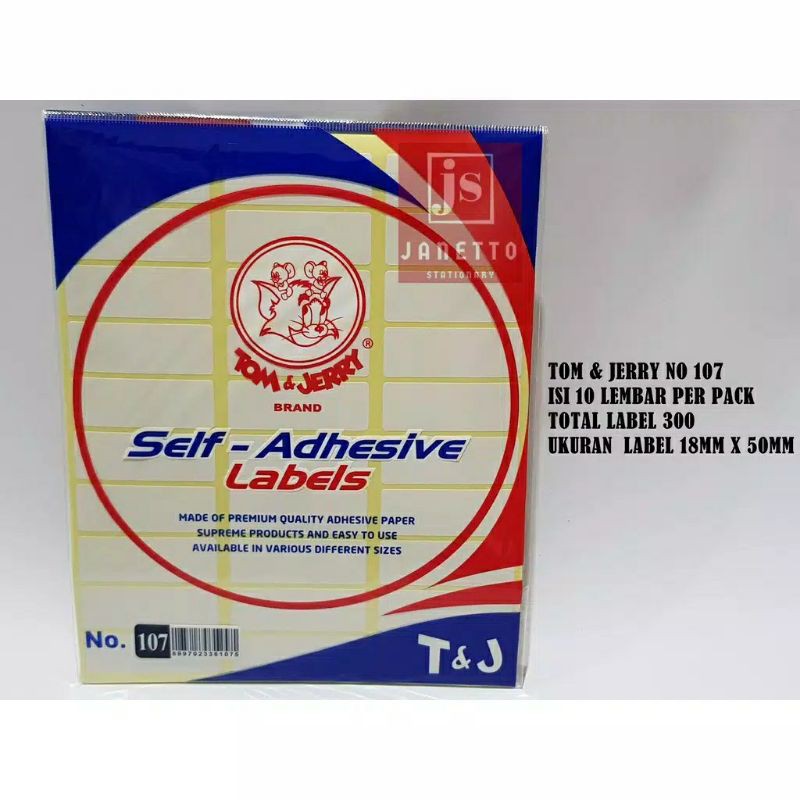 js
JANETTO
STATIONARY
TOM & JERRY
®
BRAND
Self - Adhesive
Labels
MADE OF PREMIUM QUALITY ADHESIVE PAPER
SUPREME PRODUCTS AND EASY TO USE
AVAILABLE IN VARIOUS DIFFERENT SIZES
No. 107
8997023361075
T&J
TOM & JERRY NO 107
ISI 10 LEMBAR PER PACK
TOTAL LABEL 300
UKURAN LABEL 18MM X 50MM